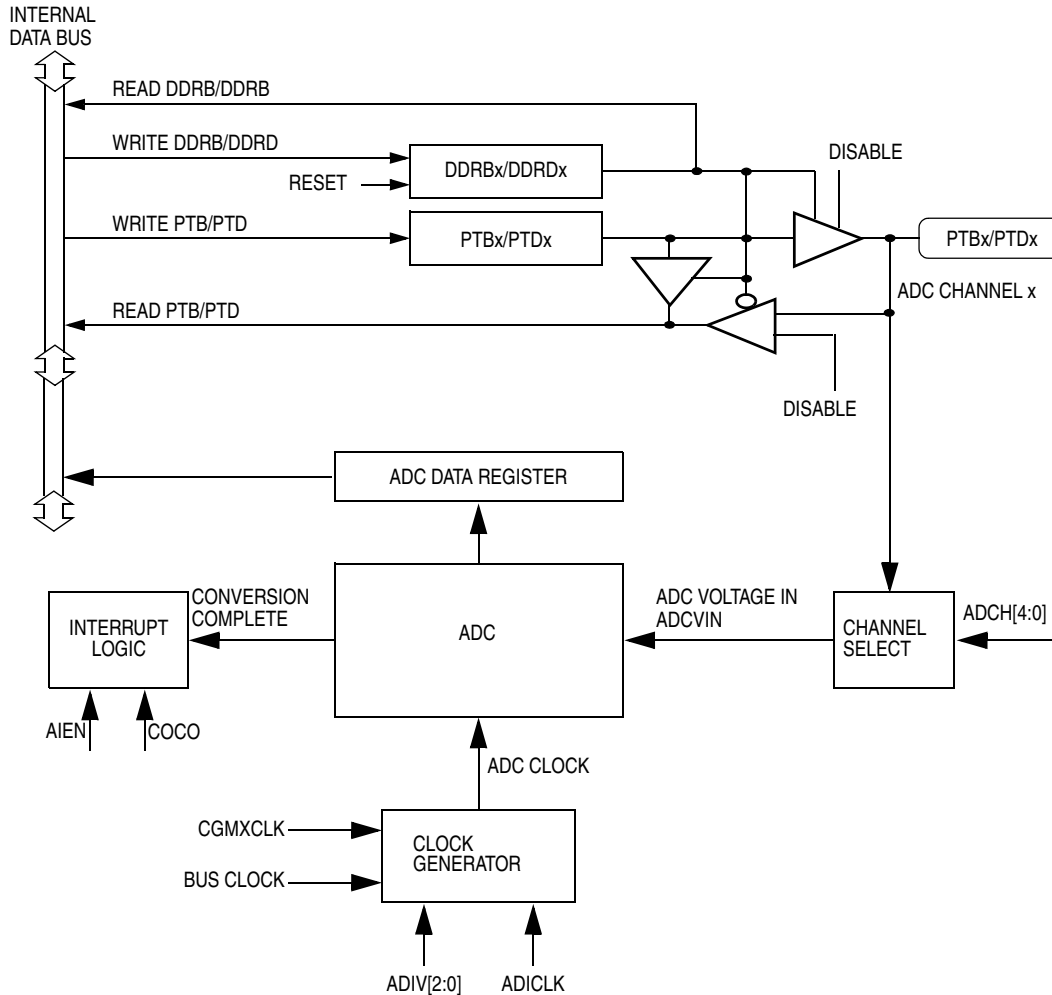 INTERNAL
DATA BUS
READ DDRB/DDRB
WRITE DDRB/DDRD
RESET
DDRBx/DDRDx
DISABLE
WRITE PTB/PTD
PTBx/PTDx
PTBx/PTDx
ADC CHANNEL x
READ PTB/PTD
DISABLE
ADC DATA REGISTER
INTERRUPT
LOGIC
CONVERSION
COMPLETE
ADC
ADC VOLTAGE IN
ADCVIN
CHANNEL
SELECT
ADCH[4:0]
AIEN
COCO
ADC CLOCK
CGMXCLK
BUS CLOCK
CLOCK
GENERATOR
ADIV[2:0]
ADICLK